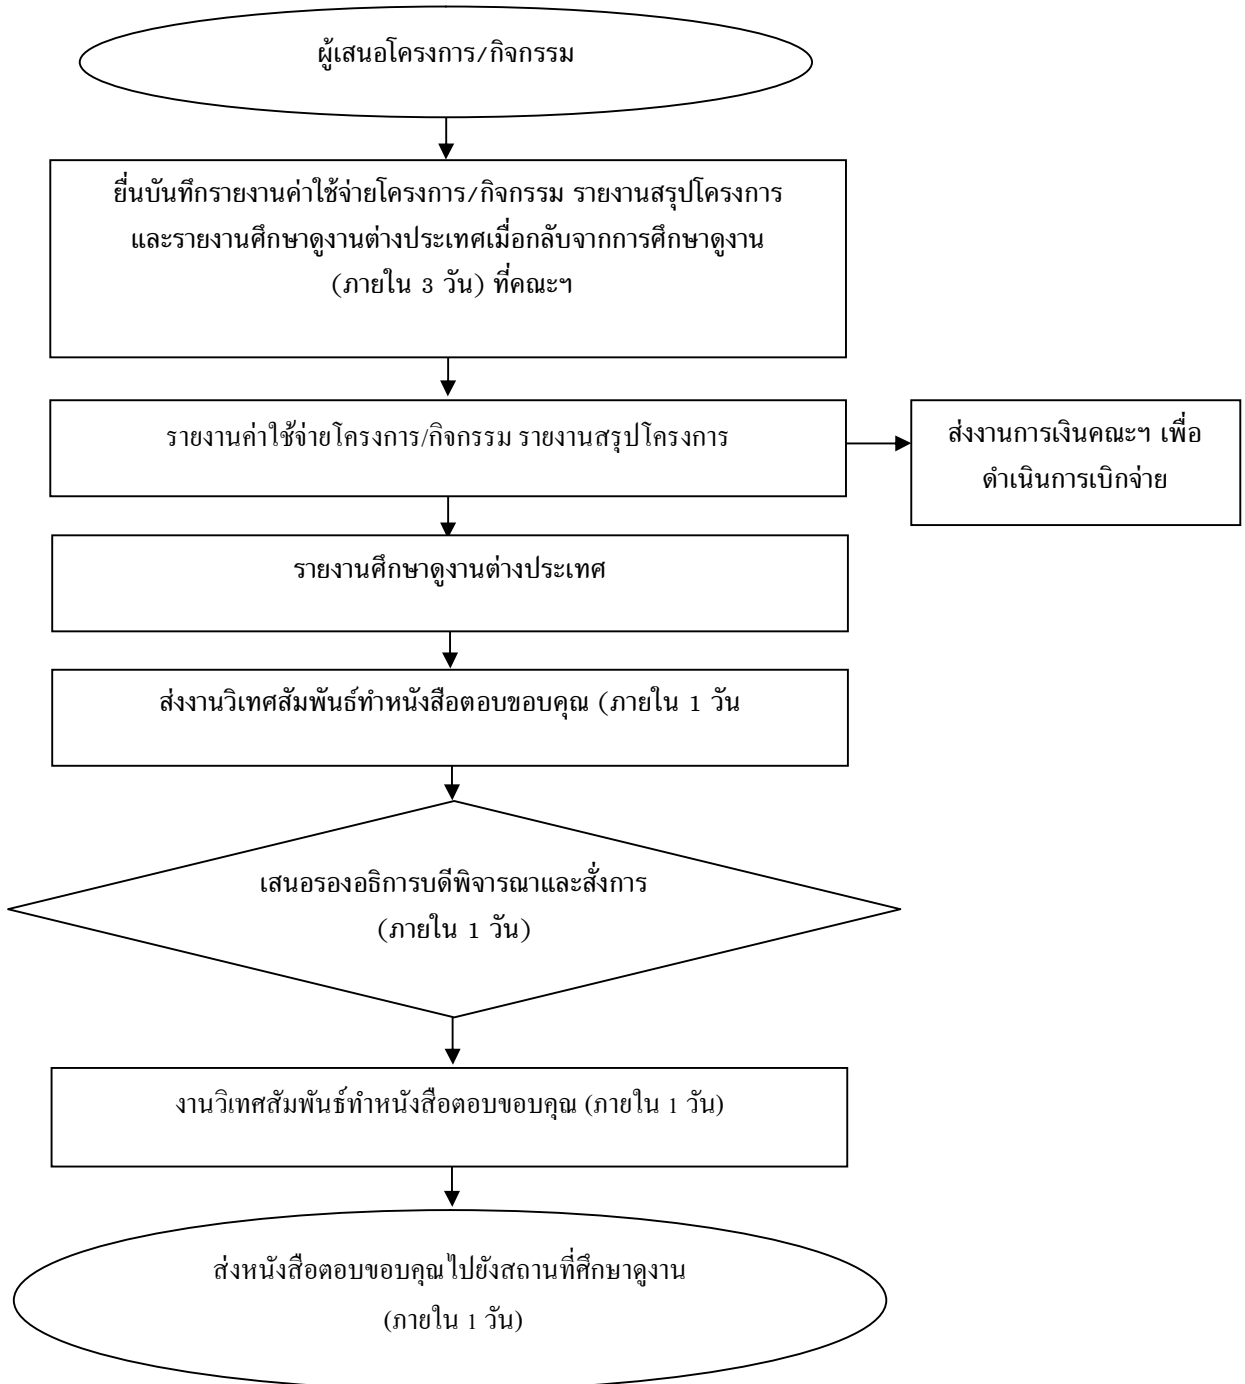 ผู้เสนอโครงการ/กิจกรรม
ยื่นบันทึกรายงานค่าใช้จ่ายโครงการ/กิจกรรม รายงานสรุปโครงการ
และรายงานศึกษาดูงานต่างประเทศเมื่อกลับจากการศึกษาดูงาน
(ภายใน 3 วัน) ที่คณะฯ
รายงานค่าใช้จ่ายโครงการ/กิจกรรม รายงานสรุปโครงการ
ส่งงานการเงินคณะฯ เพื่อ
ดำเนินการเบิกจ่าย
รายงานศึกษาดูงานต่างประเทศ
ส่งงานวิเทศสัมพันธ์ทำหนังสือตอบขอบคุณ (ภายใน 1 วัน
เสนอรองอธิการบดีพิจารณาและสั่งการ
(ภายใน 1 วัน)
งานวิเทศสัมพันธ์ทำหนังสือตอบขอบคุณ (ภายใน 1 วัน)
ส่งหนังสือตอบขอบคุณไปยังสถานที่ศึกษาดูงาน
(ภายใน 1 วัน)